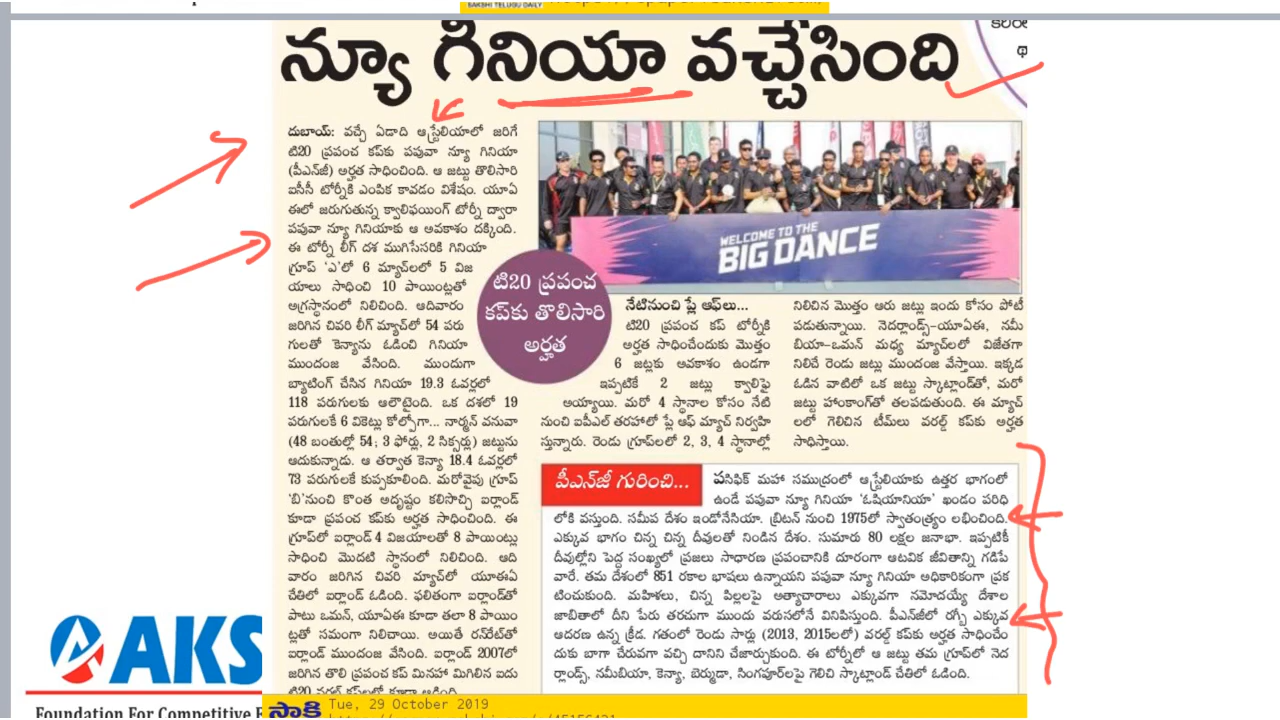 SAKSHI TELUGU DAILY
న్యూ గినియా వచ్చేసింది
దుబాయ్: వచ్చే ఏడాది ఆస్ట్రేలియాలో జరిగే
టి20 ప్రపంచ కప్‌కు పపువా న్యూ గినియా
(పీఎన్‌జీ) అర్హత సాధించింది. ఆ జట్టు తొలిసారి
ఐసీసీ టోర్నీకి ఎంపిక కావడం విశేషం. యూఏ
ఈలో జరుగుతున్న క్వాలిఫయింగ్ టోర్నీ ద్వారా
పపువా న్యూ గినియాకు ఆ అవకాశం దక్కింది.
ఈ టోర్నీ లీగ్ దశ ముగిసేసరికి గినియా
గ్రూప్ ‘ఎ’లో 6 మ్యాచ్‌లలో 5 విజ
యాలు సాధించి 10 పాయింట్లతో
అగ్రస్థానంలో నిలిచింది. ఆదివారం
జరిగిన చివరి లీగ్ మ్యాచ్‌లో 54 పరు
గులతో కెన్యాను ఓడించి గినియా
ముందంజ వేసింది. ముందుగా
బ్యాటింగ్ చేసిన గినియా 19.3 ఓవర్లలో
118 పరుగులకు ఆలౌటైంది. ఒక దశలో 19
పరుగులకే 6 వికెట్లు కోల్పోగా... నార్మన్ వనువా
(48 బంతుల్లో 54; 3 ఫోర్లు, 2 సిక్సర్లు) జట్టును
ఆదుకున్నాడు. ఆ తర్వాత కెన్యా 18.4 ఓవర్లలో
73 పరుగులకే కుప్పకూలింది. మరోవైపు గ్రూప్
‘బి’నుంచి కొంత అదృష్టం కలిసొచ్చి ఐర్లాండ్
కూడా ప్రపంచ కప్‌కు అర్హత సాధించింది. ఈ
గ్రూప్‌లో ఐర్లాండ్ 4 విజయాలతో 8 పాయింట్లు
సాధించి మొదటి స్థానంలో నిలిచింది. ఆది
వారం జరిగిన చివరి మ్యాచ్‌లో యూఈఏ
చేతిలో ఐర్లాండ్ ఓడింది. ఫలితంగా ఐర్లాండ్‌తో
పాటు ఒమన్, యూఏఈ కూడా తలా 8 పాయిం
ట్లతో సమంగా నిలిచాయి. అయితే రన్‌రేట్‌తో
ఐర్లాండ్ ముందంజ వేసింది. ఐర్లాండ్ 2007లో
జరిగిన తొలి ప్రపంచ కప్ మినహా మిగిలిన ఐదు
టి20 వరల్డ్ కప్‌లలో కూడా ఆడింది.
WELCOME TO THE
BIG DANCE
టి20 ప్రపంచ
కప్‌కు తొలిసారి
అర్హత
నేటినుంచి ప్లే ఆఫ్‌లు...
టి20 ప్రపంచ కప్ టోర్నీకి
అర్హత సాధించేందుకు మొత్తం
6 జట్లకు అవకాశం ఉండగా
ఇప్పటికే 2 జట్లు క్వాలిఫై
అయ్యాయి. మరో 4 స్థానాల కోసం నేటి
నుంచి ఐపీఎల్ తరహాలో ప్లే ఆఫ్ మ్యాచ్ నిర్వహి
స్తున్నారు. రెండు గ్రూప్‌లలో 2, 3, 4 స్థానాల్లో
నిలిచిన మొత్తం ఆరు జట్లు ఇందు కోసం పోటీ
పడుతున్నాయి. నెదర్లాండ్స్–యూఏఈ, నమీ
బియా–ఒమన్ మధ్య మ్యాచ్‌లలో విజేతగా
నిలిచే రెండు జట్లు ముందంజ వేస్తాయి. ఇక్కడ
ఓడిన వాటిలో ఒక జట్టు స్కాట్లాండ్‌తో, మరో
జట్టు హాంకాంగ్‌తో తలపడుతుంది. ఈ మ్యాచ్
లలో గెలిచిన టీమ్‌లు వరల్డ్ కప్‌కు అర్హత
సాధిస్తాయి.
పీఎన్‌జీ గురించి...
పసిఫిక్ మహా సముద్రంలో ఆస్ట్రేలియాకు ఉత్తర భాగంలో
ఉండే పపువా న్యూ గినియా ‘ఓషియానియా’ ఖండం పరిధి
లోకి వస్తుంది. సమీప దేశం ఇండోనేసియా. బ్రిటన్ నుంచి 1975లో స్వాతంత్య్రం లభించింది.
ఎక్కువ భాగం చిన్న చిన్న దీవులతో నిండిన దేశం. సుమారు 80 లక్షల జనాభా. ఇప్పటికీ
దీవుల్లోని పెద్ద సంఖ్యలో ప్రజలు సాధారణ ప్రపంచానికి దూరంగా ఆటవిక జీవితాన్ని గడిపే
వారే. తమ దేశంలో 851 రకాల భాషలు ఉన్నాయని పపువా న్యూ గినియా అధికారికంగా ప్రక
టించుకుంది. మహిళలు, చిన్న పిల్లలపై అత్యాచారాలు ఎక్కువగా నమోదయ్యే దేశాల
జాబితాలో దీని పేరు తరచుగా ముందు వరుసలోనే వినిపిస్తుంది. పీఎన్‌జీలో రగ్బీ ఎక్కువ
ఆదరణ ఉన్న క్రీడ. గతంలో రెండు సార్లు (2013, 2015లలో) వరల్డ్ కప్‌కు అర్హత సాధించేం
దుకు బాగా చేరువగా వచ్చి దానిని చేజార్చుకుంది. ఈ టోర్నీలో ఆ జట్టు తమ గ్రూప్‌లో నెద
ర్లాండ్స్, నమీబియా, కెన్యా, బెర్ముడా, సింగపూర్‌లపై గెలిచి స్కాట్లాండ్ చేతిలో ఓడింది.
AKS
Foundation For Competitive
సాక్షి Tue, 29 October 2019